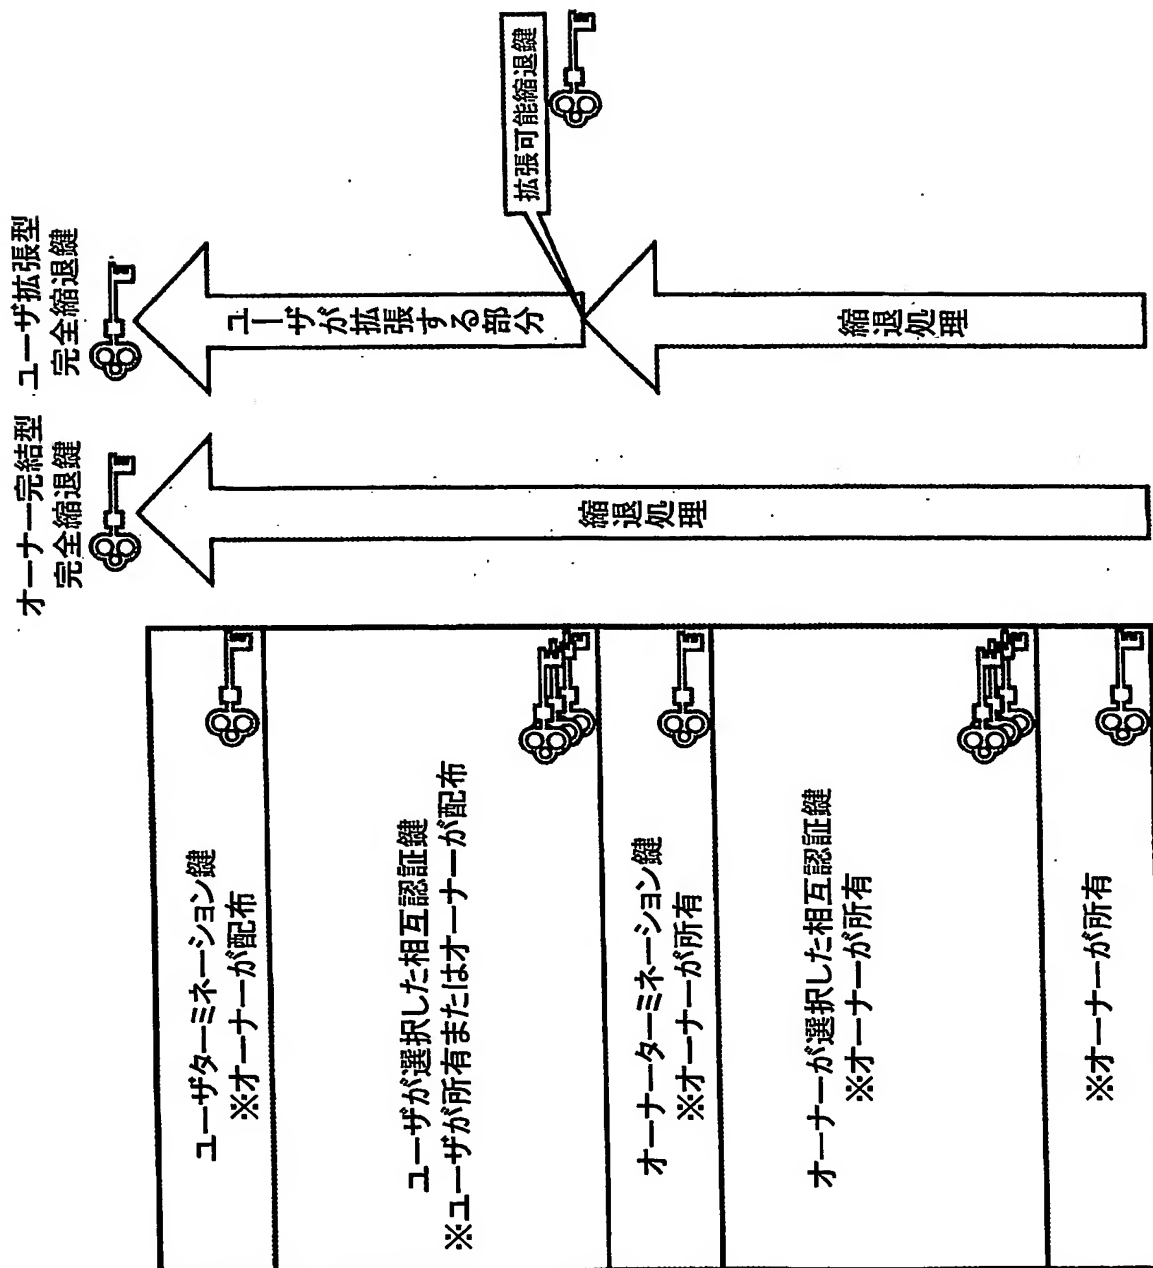 オーナー完結型
完全縮退鍵
ユーザ拡張型
完全縮退鍵
ユーザターミネーション鍵
※オーナーが配布
ユーザが選択した相互認証鍵
※ユーザが所有またはオーナーが配布
オーナーターミネーション鍵
※オーナーが所有
オーナーが選択した相互認証鍵
※オーナーが所有
※オーナーが所有
縮退処理
ユーザが拡張する部分
拡張可能縮退鍵
縮退処理